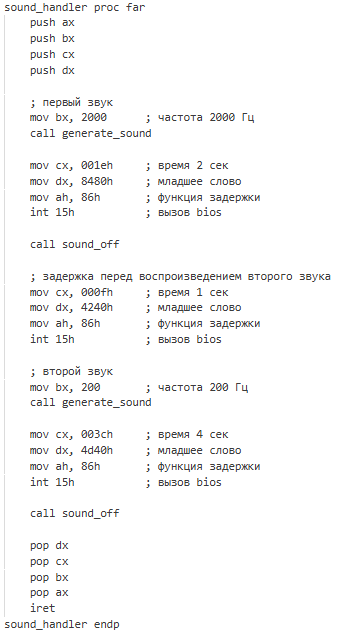 sound_handler proc far
push ax
push bx
push cx
push dx
; первый звук
mov bx, 2000 ; частота 2000 Гц
call generate_sound
mov cx, 001eh ; время 2 сек
mov dx, 8480h ; младшее слово
mov ah, 86h ; функция задержки
int 15h ; вызов bios
call sound_off
; задержка перед воспроизведением второго звука
mov cx, 000fh ; время 1 сек
mov dx, 4240h ; младшее слово
mov ah, 86h ; функция задержки
int 15h ; вызов bios
; второй звук
mov bx, 200 ; частота 200 Гц
call generate_sound
mov cx, 003ch ; время 4 сек
mov dx, 4d40h ; младшее слово
mov ah, 86h ; функция задержки
int 15h ; вызов bios
call sound_off
pop dx
pop cx
pop bx
pop ax
iret
sound_handler endp